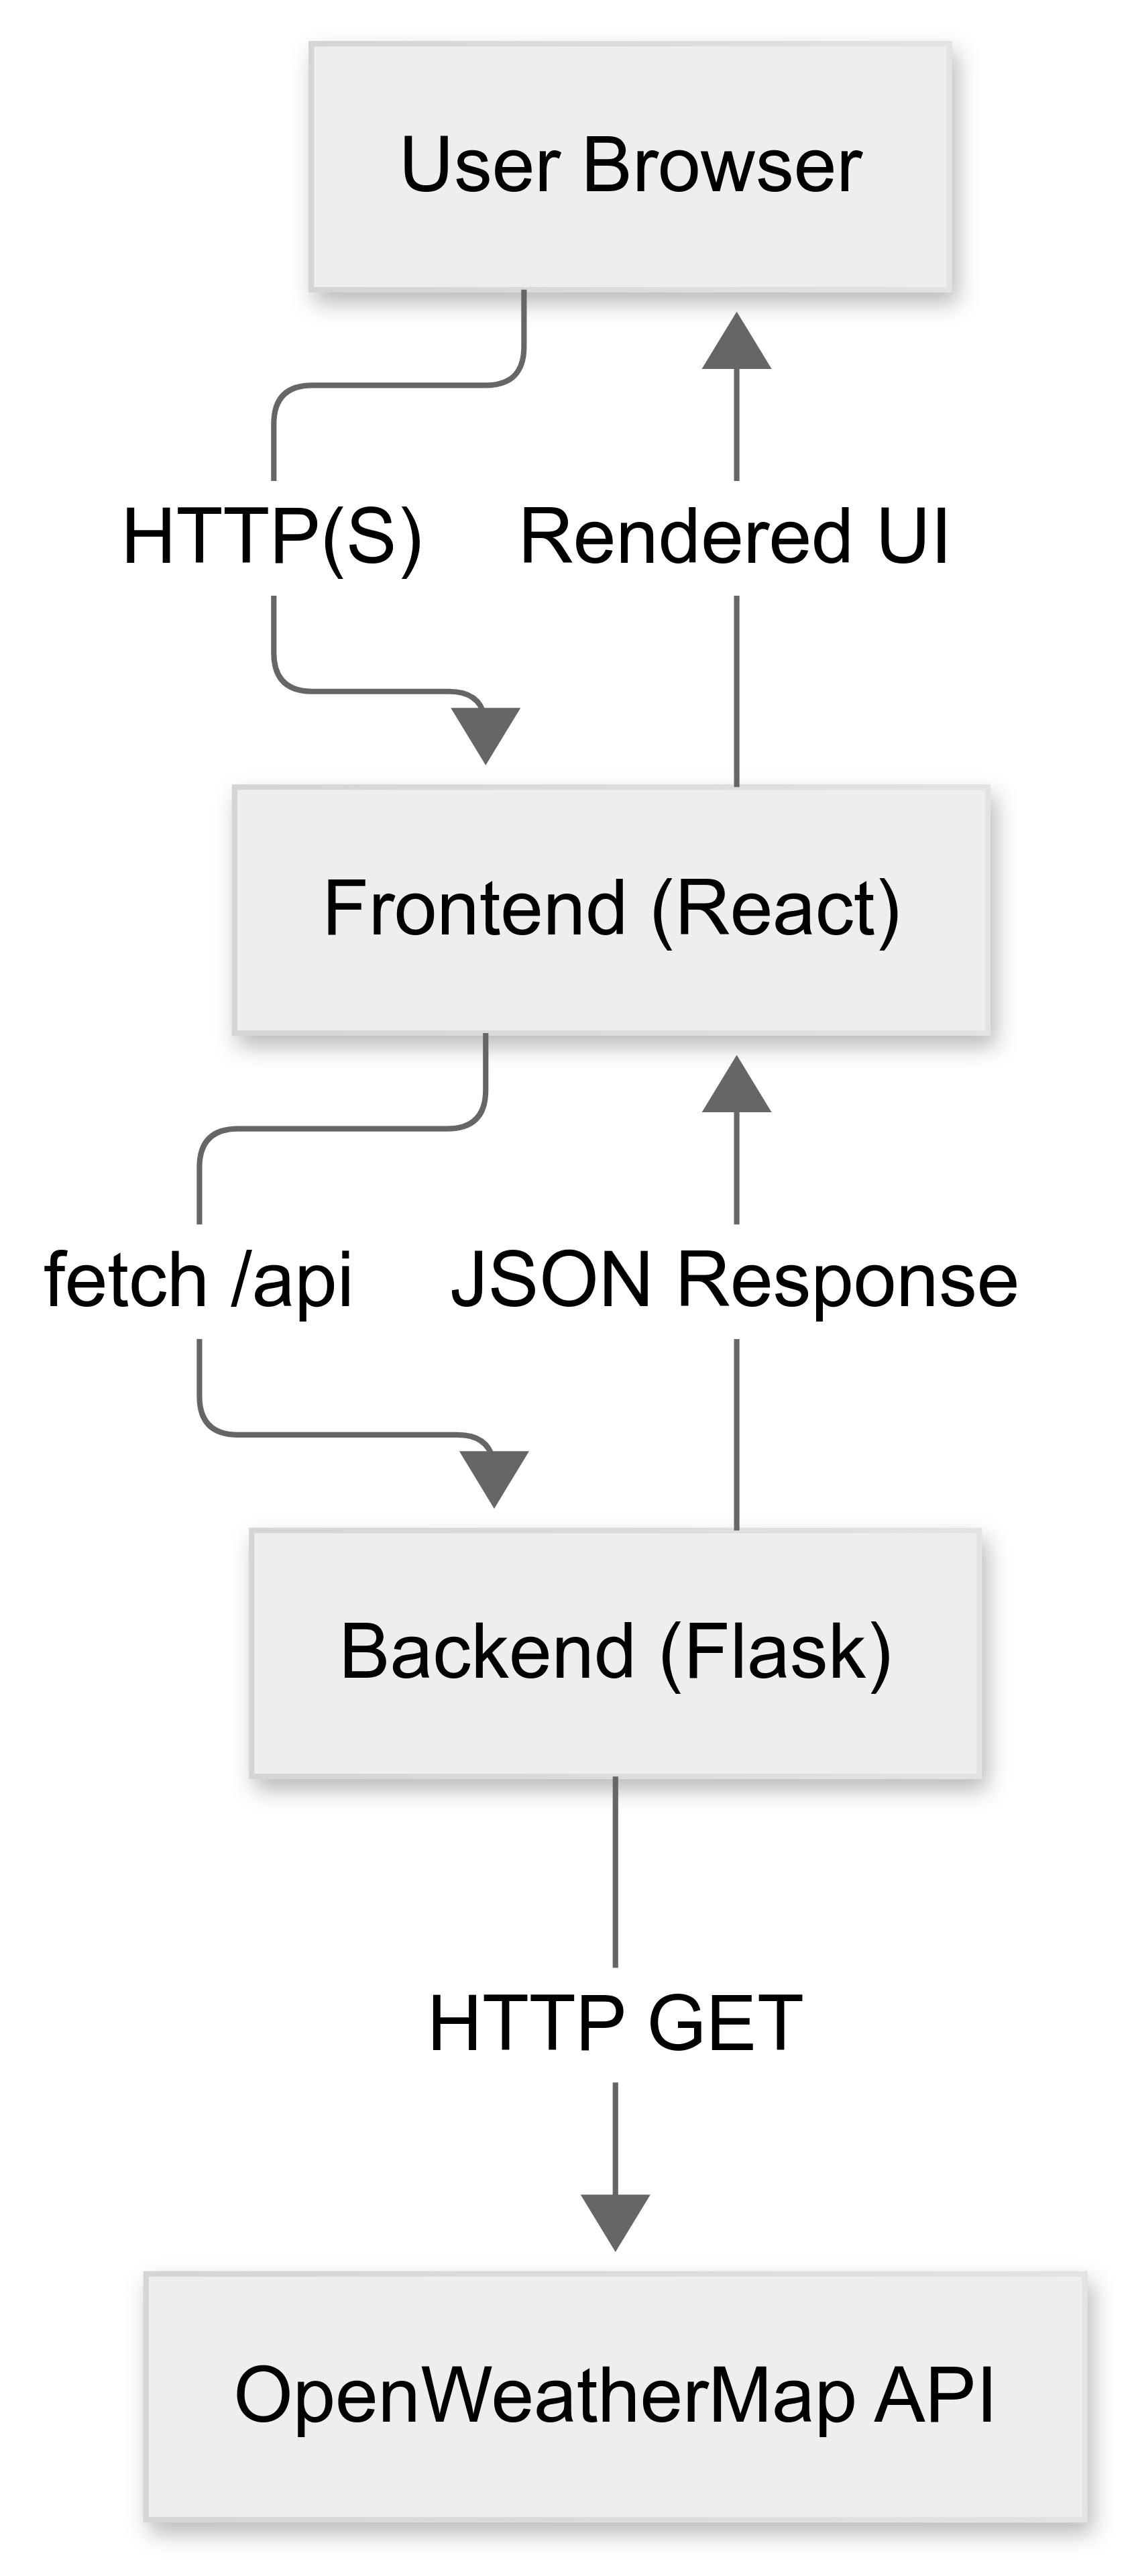 User Browser
HTTP(S)
Rendered UI
Frontend (React)
fetch /api
JSON Response
Backend (Flask)
HTTP GET
OpenWeatherMap API